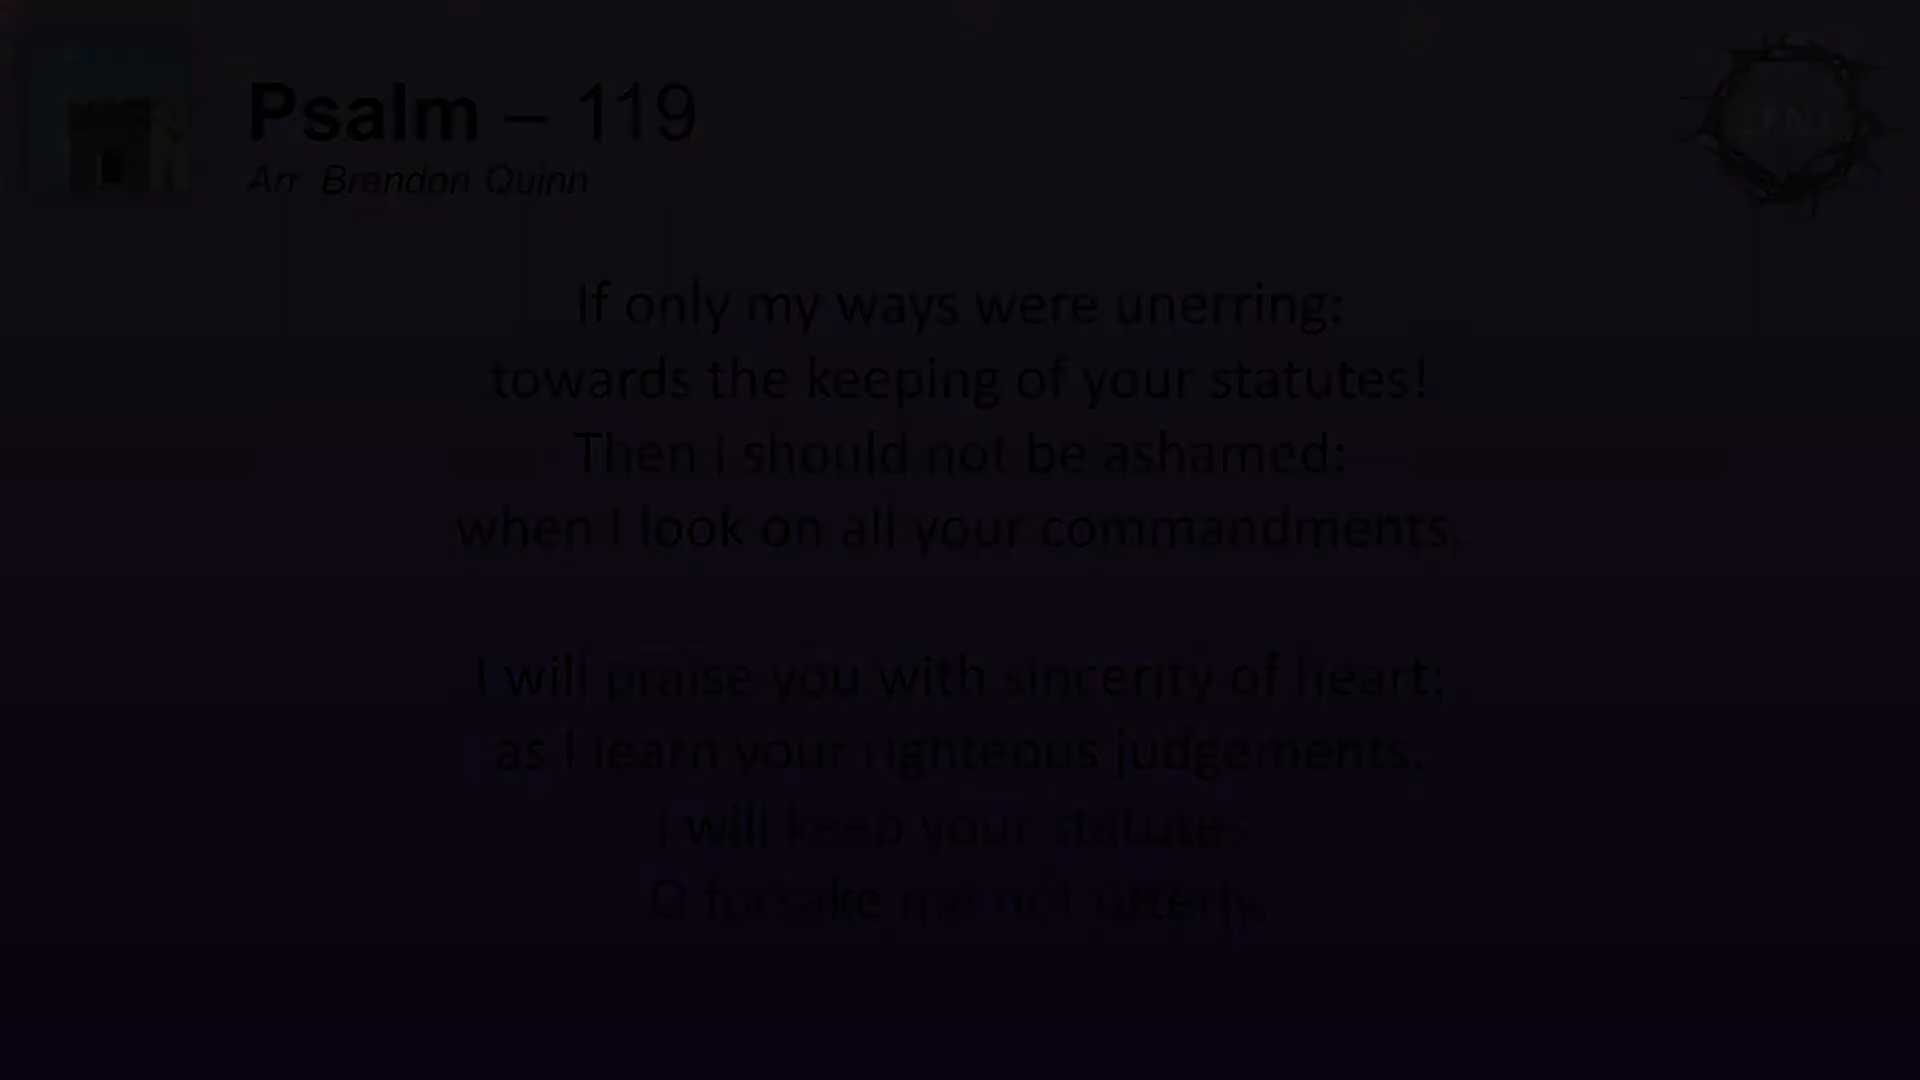 Psalm – 119
Arr Brendon Quinn
LENT
If only my ways were unerring:
towards the keeping of your statutes!
Then I should not be ashamed:
when I look on all your commandments.
I will praise you with sincerity of heart:
as I learn your righteous judgements.
I will keep your statutes:
O forsake me not utterly.